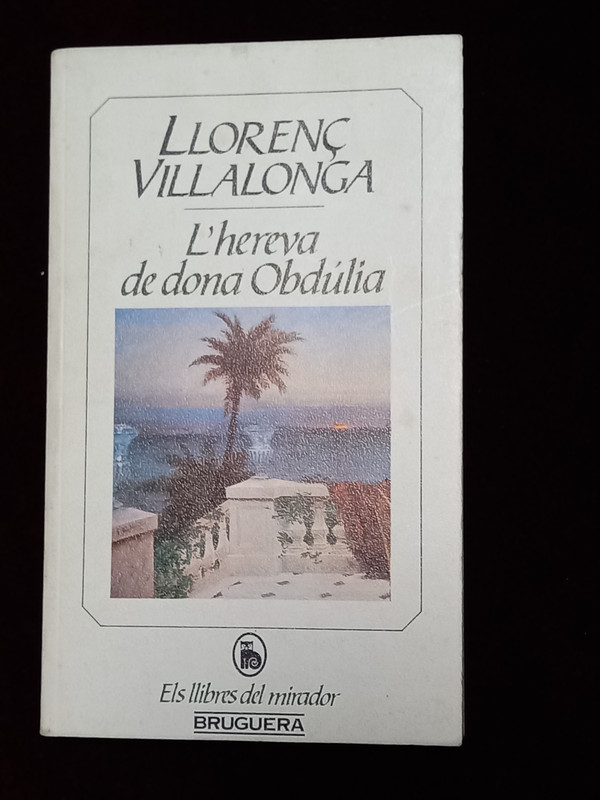 LLORENÇ
VILLALONGA
L'hereva
de dona Obdúlia
Els llibres del mirador
BRUGUERA